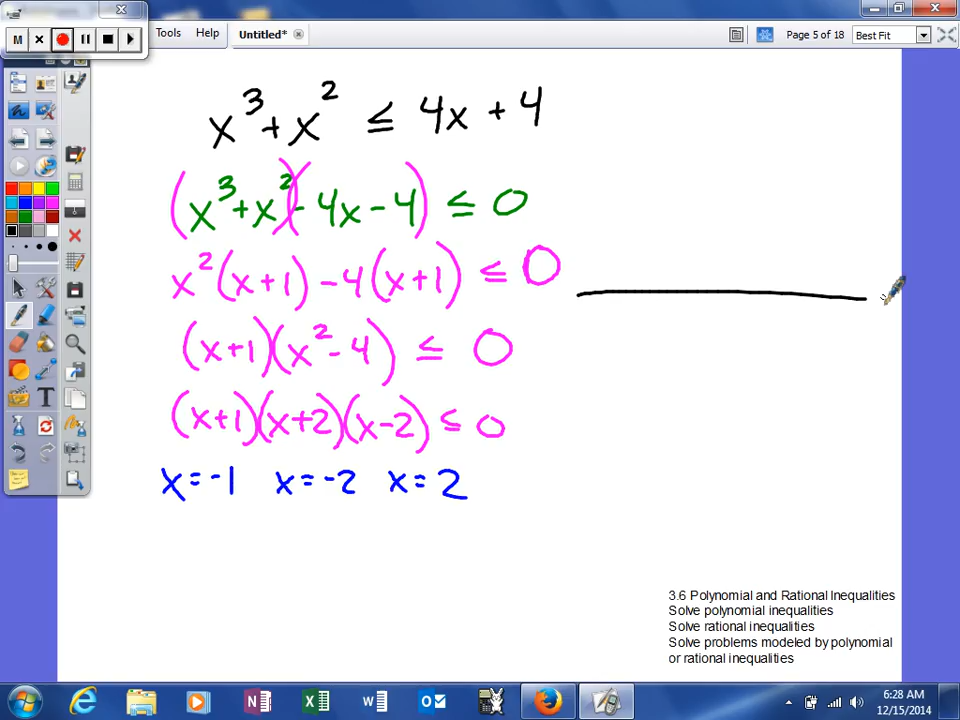 Tools Help Untitled* Page 5 of 18 Best Fit
M
x³+x² ≤ 4x+4
(x³+x²)(-4x-4) ≤ 0
x²(x+1)-4(x+1) ≤ 0
(x+1)(x²-4) ≤ 0
(x+1)(x+2)(x-2) ≤ 0
x=-1 x=-2 x=2
3.6 Polynomial and Rational Inequalities
Solve polynomial inequalities
Solve rational inequalities
Solve problems modeled by polynomial
or rational inequalities
6:28 AM
12/15/2014